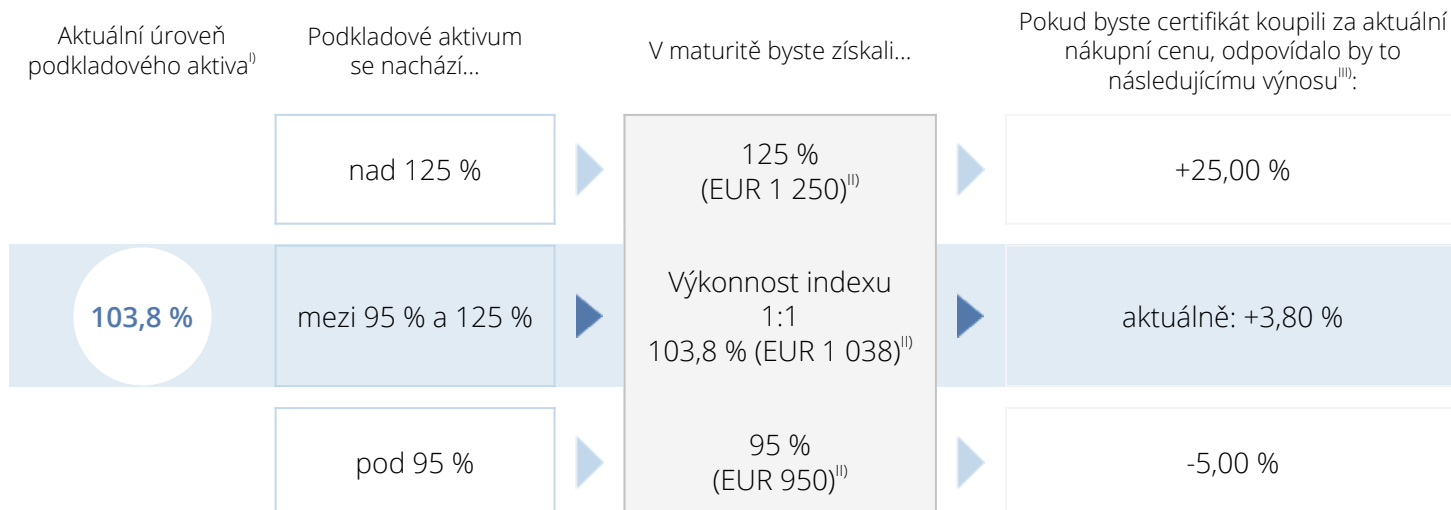 Aktuální úroveň
podkladového aktiva I)
Podkladové aktivum
se nachází...
V maturitě byste získali...
Pokud byste certifikát koupili za aktuální
nákupní cenu, odpovídalo by to
následujícímu výnosu III):
nad 125 %
125 %
(EUR 1 250) II)
+25,00 %
103,8 %
mezi 95 % a 125 %
Výkonnost indexu
1:1
103,8 % (EUR 1 038) II)
aktuálně: +3,80 %
pod 95 %
95 %
(EUR 950) II)
-5,00 %